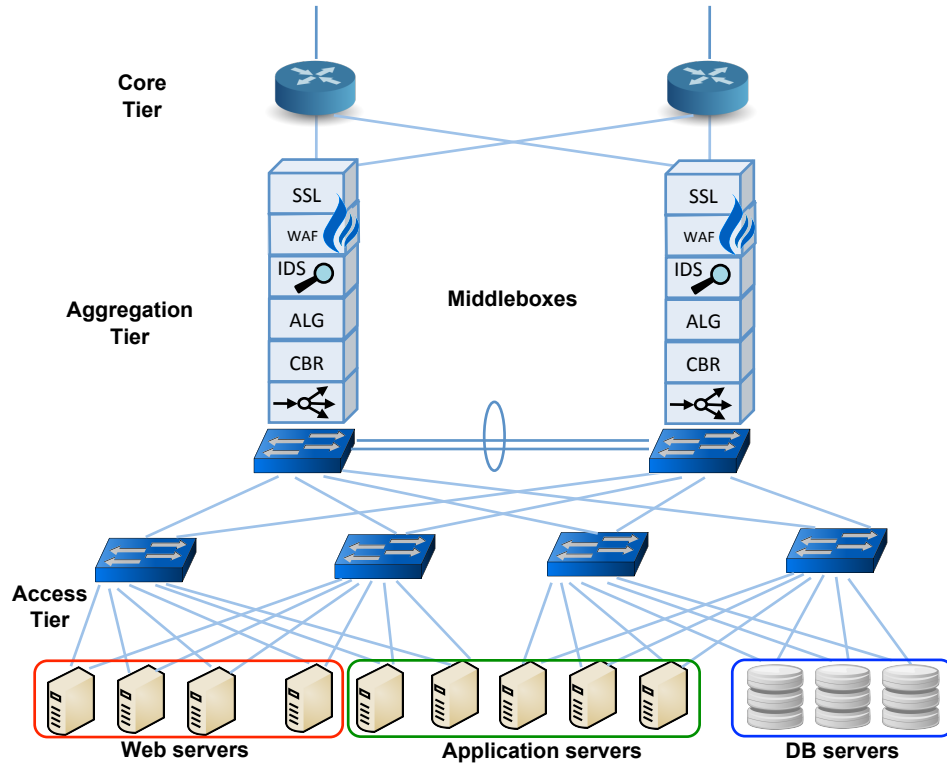 Core
Tier
SSL
WAF
IDS
ALG
CBR
SSL
WAF
IDS
ALG
CBR
Aggregation
Tier
Middleboxes
Access
Tier
Web servers
Application servers
DB servers